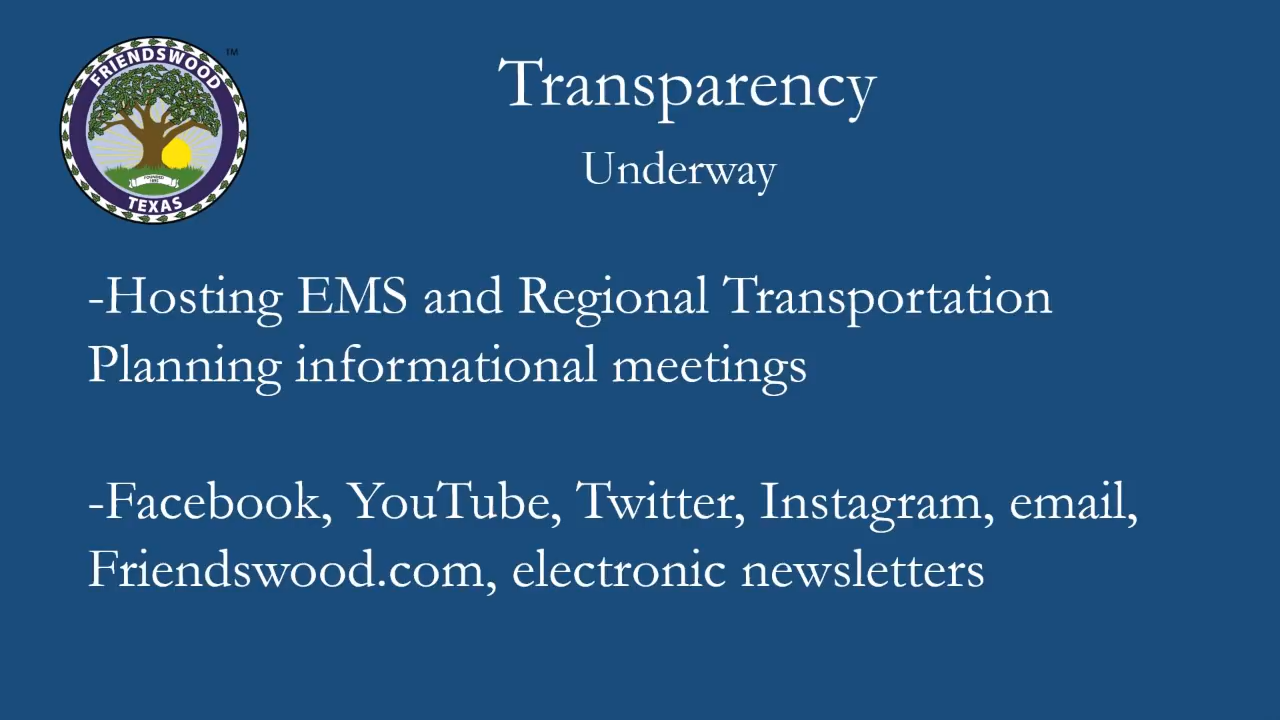 FRIENDSWOOD
TEXAS
TM
Transparency
Underway
-Hosting EMS and Regional Transportation
Planning informational meetings
-Facebook, YouTube, Twitter, Instagram, email,
Friendswood.com, electronic newsletters